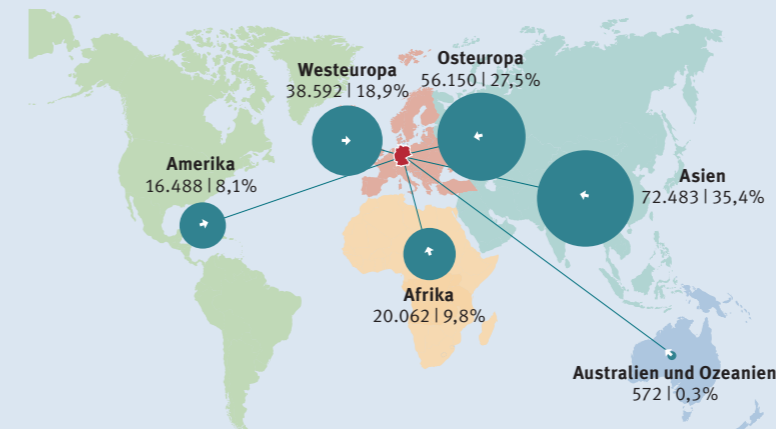 Westeuropa
38.592 | 18,9%
Osteuropa
56.150 | 27,5%
Amerika
16.488 | 8,1%
Asien
72.483 | 35,4%
Afrika
20.062 | 9,8%
Australien und Ozeanien
572 | 0,3%